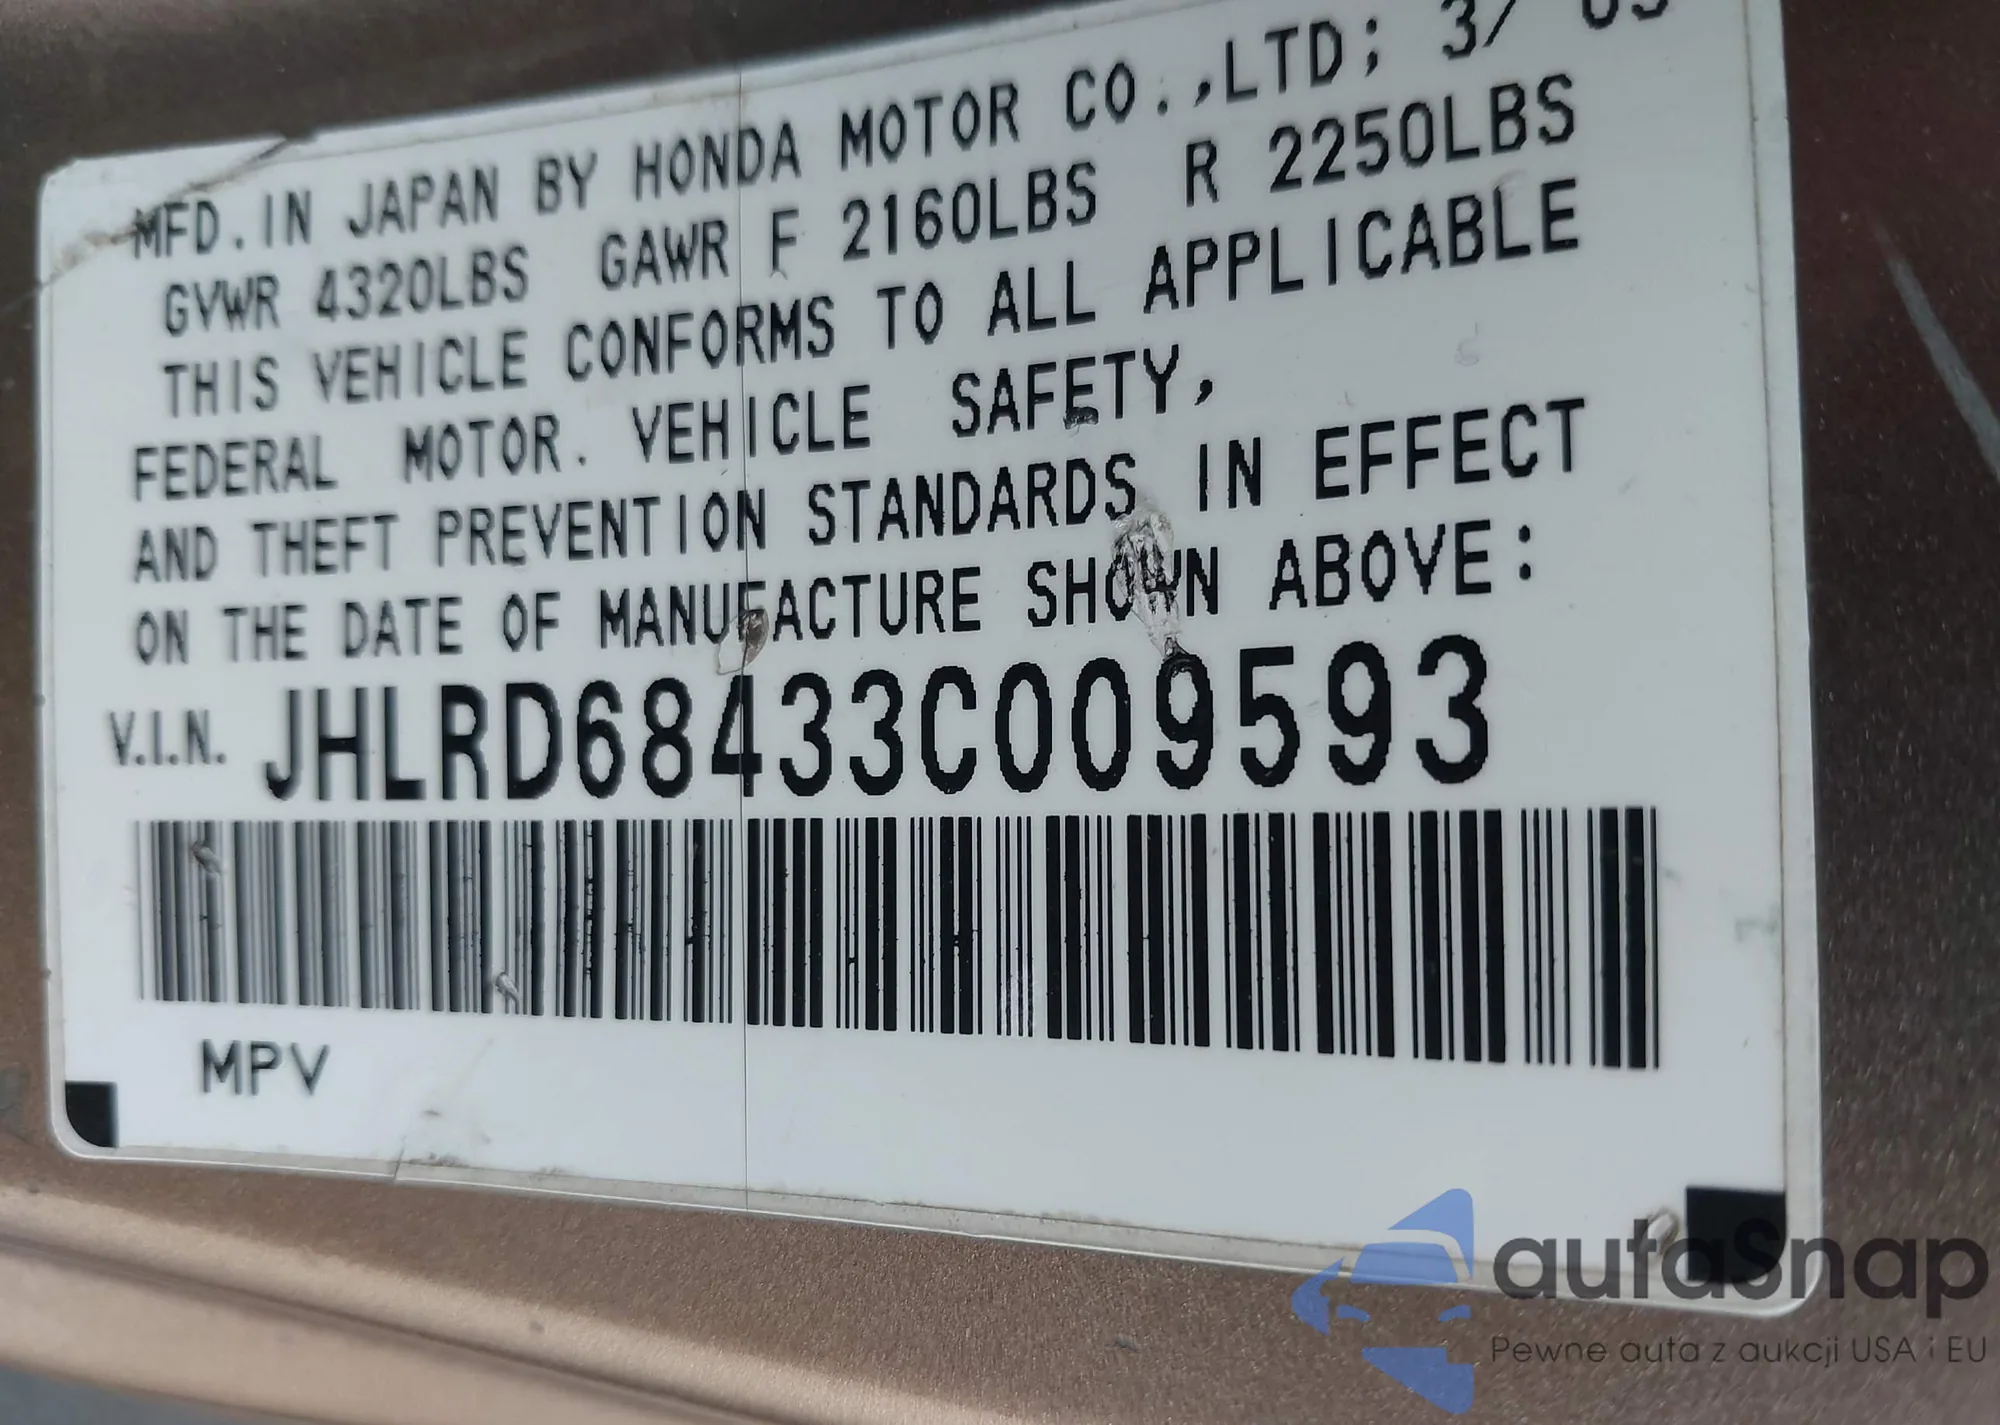 MFD.IN JAPAN BY HONDA MOTOR CO.,LTD; 3/ 03
GVWR 4320LBS GAWR F 2160LBS R 2250LBS
THIS VEHICLE CONFORMS TO ALL APPLICABLE
FEDERAL MOTOR. VEHICLE SAFETY,
AND THEFT PREVENTION STANDARDS IN EFFECT
ON THE DATE OF MANUFACTURE SHOWN ABOVE:
V.I.N. JHLRD68433C009593
MPV
autaSnap
Pewne auta z aukcji USA i EU